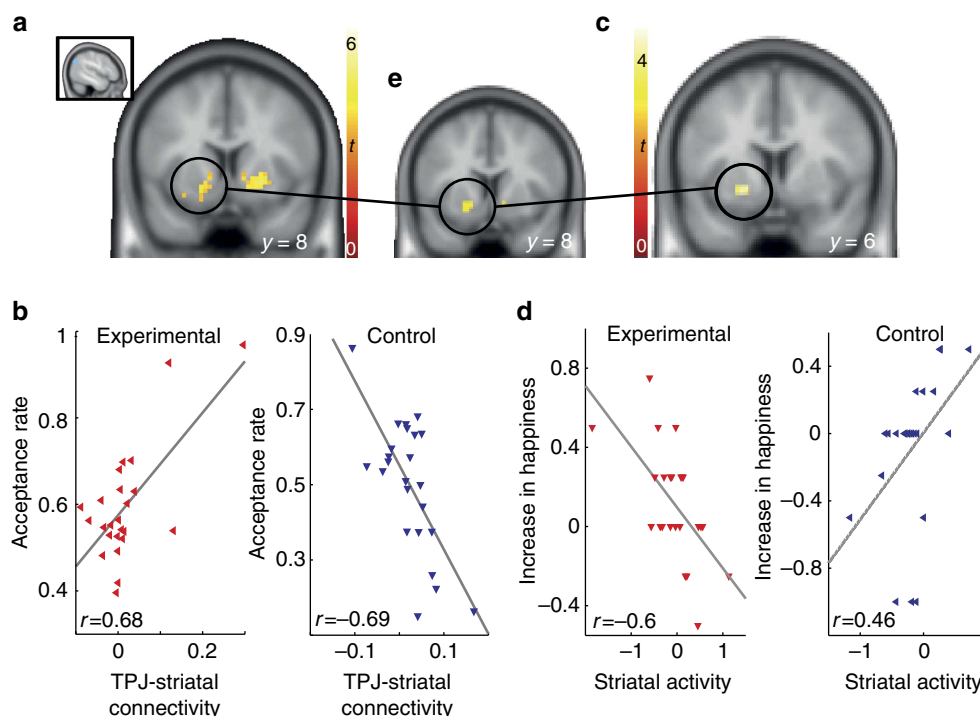 a
6
t
0
y = 8
e
y = 8
c
4
t
0
y = 6
b
Experimental
1
0.8
0.6
0.4
Acceptance rate
r=0.68
0
0.2
TPJ-striatal
connectivity
Control
0.9
0.7
0.5
0.3
Acceptance rate
r=−0.69
−0.1
0.1
TPJ-striatal
connectivity
d
Experimental
0.8
0.4
0
−0.4
Increase in happiness
r=−0.6
−1
0
1
Striatal activity
Control
0.4
0
−0.4
−0.8
Increase in happiness
r=0.46
−1
0
Striatal activity